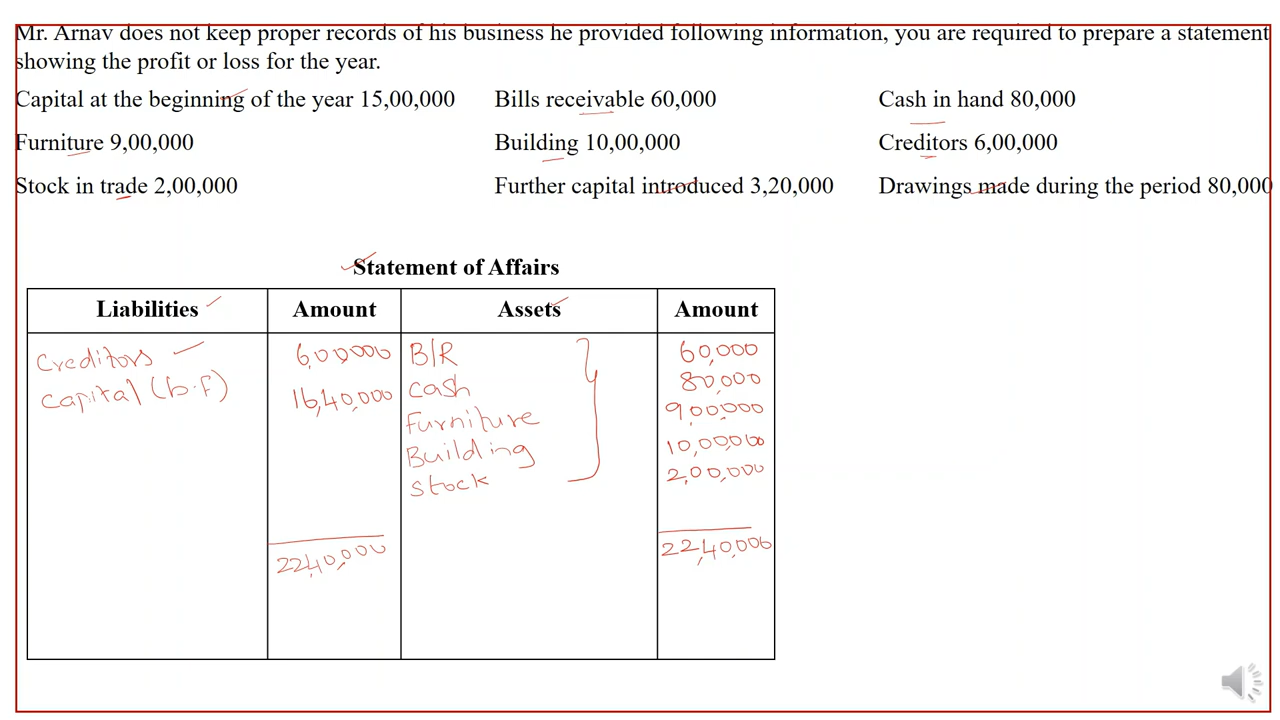 Mr. Arnav does not keep proper records of his business he provided following information, you are required to prepare a statement
showing the profit or loss for the year.
Capital at the beginning of the year 15,00,000 Bills receivable 60,000 Cash in hand 80,000
Furniture 9,00,000 Building 10,00,000 Creditors 6,00,000
Stock in trade 2,00,000 Further capital introduced 3,20,000 Drawings made during the period 80,000
Statement of Affairs
Liabilities Amount Assets Amount
Creditors 6,00,000 B/R 60,000
Capital (b.f) 16,40,000 Cash 80,000
Furniture 9,00,000
Building 10,00,000
Stock 2,00,000
22,40,000 22,40,000